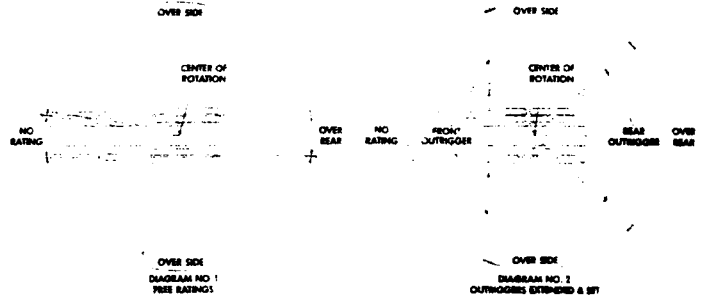 OVER SIDE
CENTER OF
ROTATION
NO
RATING
OVER
REAR
OVER SIDE
DIAGRAM NO. 1
FREE RATINGS
OVER SIDE
CENTER OF
ROTATION
NO
RATING
FRONT
OUTRIGGER
REAR
OUTRIGGER
OVER
REAR
OVER SIDE
DIAGRAM NO. 2
OUTRIGGERS EXTENDED & SET